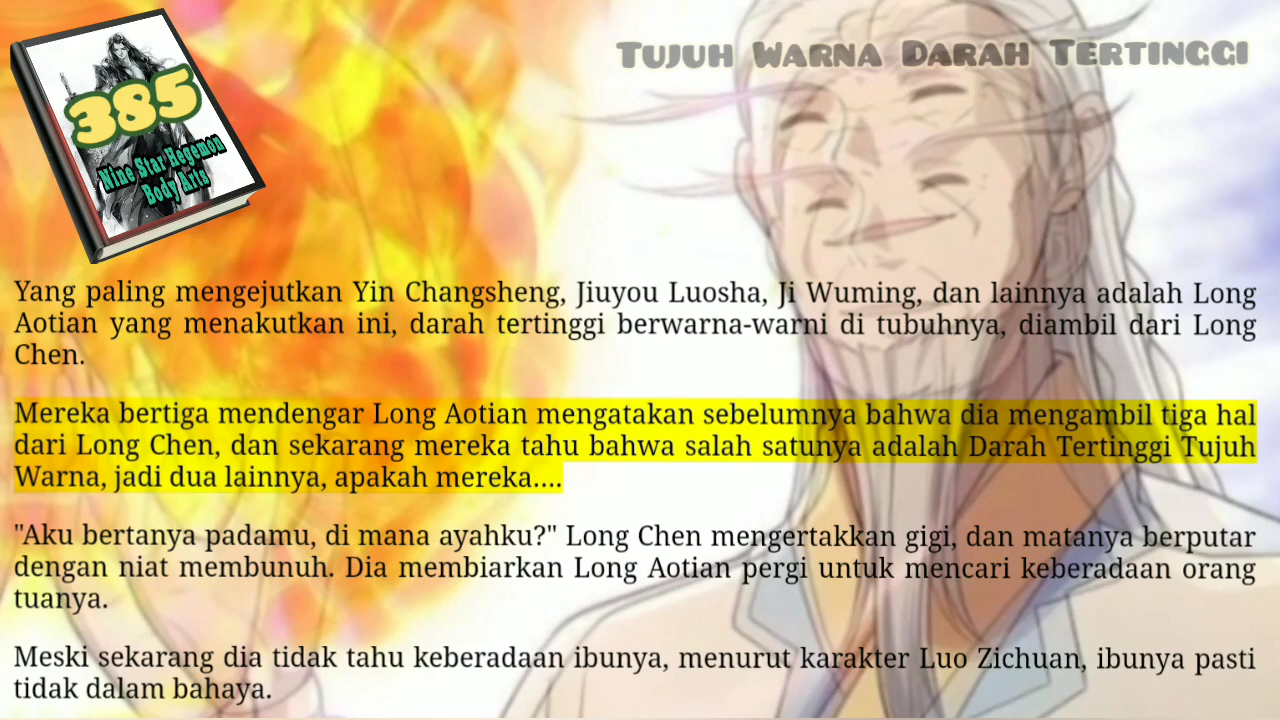 Tujuh Warna Darah Tertinggi
385
Nine Star Hegemon
Body Arts
Yang paling mengejutkan Yin Changsheng, Jiuyou Luosha, Ji Wuming, dan lainnya adalah Long
Aotian yang menakutkan ini, darah tertinggi berwarna-warni di tubuhnya, diambil dari Long
Chen.
Mereka bertiga mendengar Long Aotian mengatakan sebelumnya bahwa dia mengambil tiga hal
dari Long Chen, dan sekarang mereka tahu bahwa salah satunya adalah Darah Tertinggi Tujuh
Warna, jadi dua lainnya, apakah mereka....
"Aku bertanya padamu, di mana ayahku?" Long Chen mengertakkan gigi, dan matanya berputar
dengan niat membunuh. Dia membiarkan Long Aotian pergi untuk mencari keberadaan orang
tuanya.
Meski sekarang dia tidak tahu keberadaan ibunya, menurut karakter Luo Zichuan, ibunya pasti
tidak dalam bahaya.